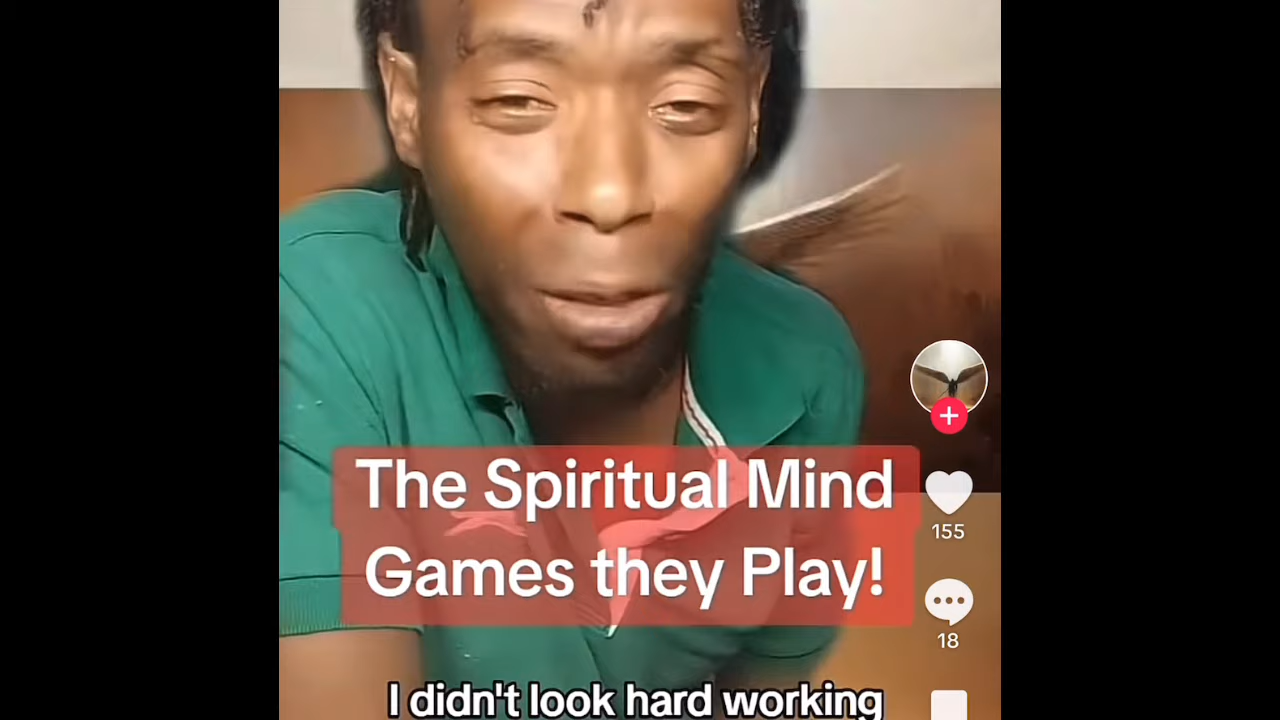 The Spiritual Mind
Games they Play!
155
18
I didn't look hard working